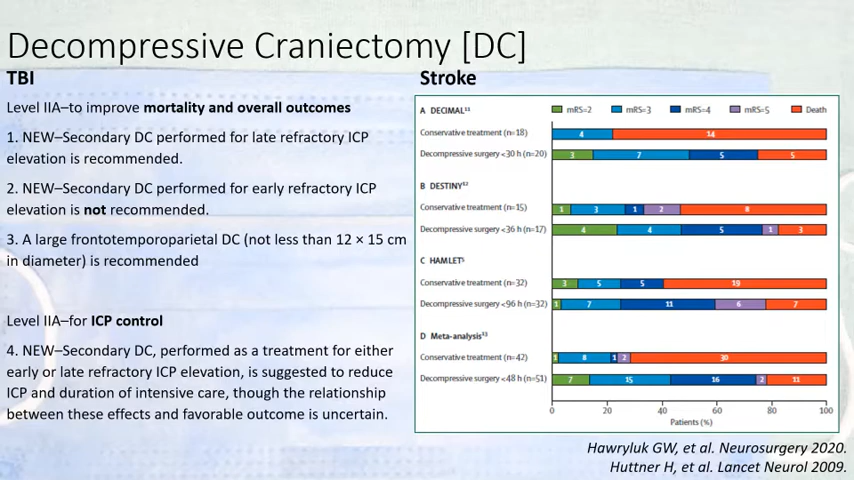 Decompressive Craniectomy [DC]
TBI
Level IIA–to improve mortality and overall outcomes
1. NEW–Secondary DC performed for late refractory ICP
elevation is recommended.
2. NEW–Secondary DC performed for early refractory ICP
elevation is not recommended.
3. A large frontotemporoparietal DC (not less than 12 × 15 cm
in diameter) is recommended
Level IIA–for ICP control
4. NEW–Secondary DC, performed as a treatment for either
early or late refractory ICP elevation, is suggested to reduce
ICP and duration of intensive care, though the relationship
between these effects and favorable outcome is uncertain.
Stroke
A DECIMAL¹¹ mRS=2 mRS=3 mRS=4 mRS=5 Death
Conservative treatment (n=18) 4 14
Decompressive surgery <30 h (n=20) 3 7 5 5
B DESTINY¹²
Conservative treatment (n=15) 1 3 1 2 8
Decompressive surgery <36 h (n=17) 4 4 5 1 3
C HAMLET⁵
Conservative treatment (n=32) 3 5 5 19
Decompressive surgery <96 h (n=32) 1 7 11 6 7
D Meta-analysis¹³
Conservative treatment (n=42) 1 8 1 2 30
Decompressive surgery <48 h (n=51) 7 15 16 2 11
0 20 40 60 80 100
Patients (%)
Hawryluk GW, et al. Neurosurgery 2020.
Huttner H, et al. Lancet Neurol 2009.